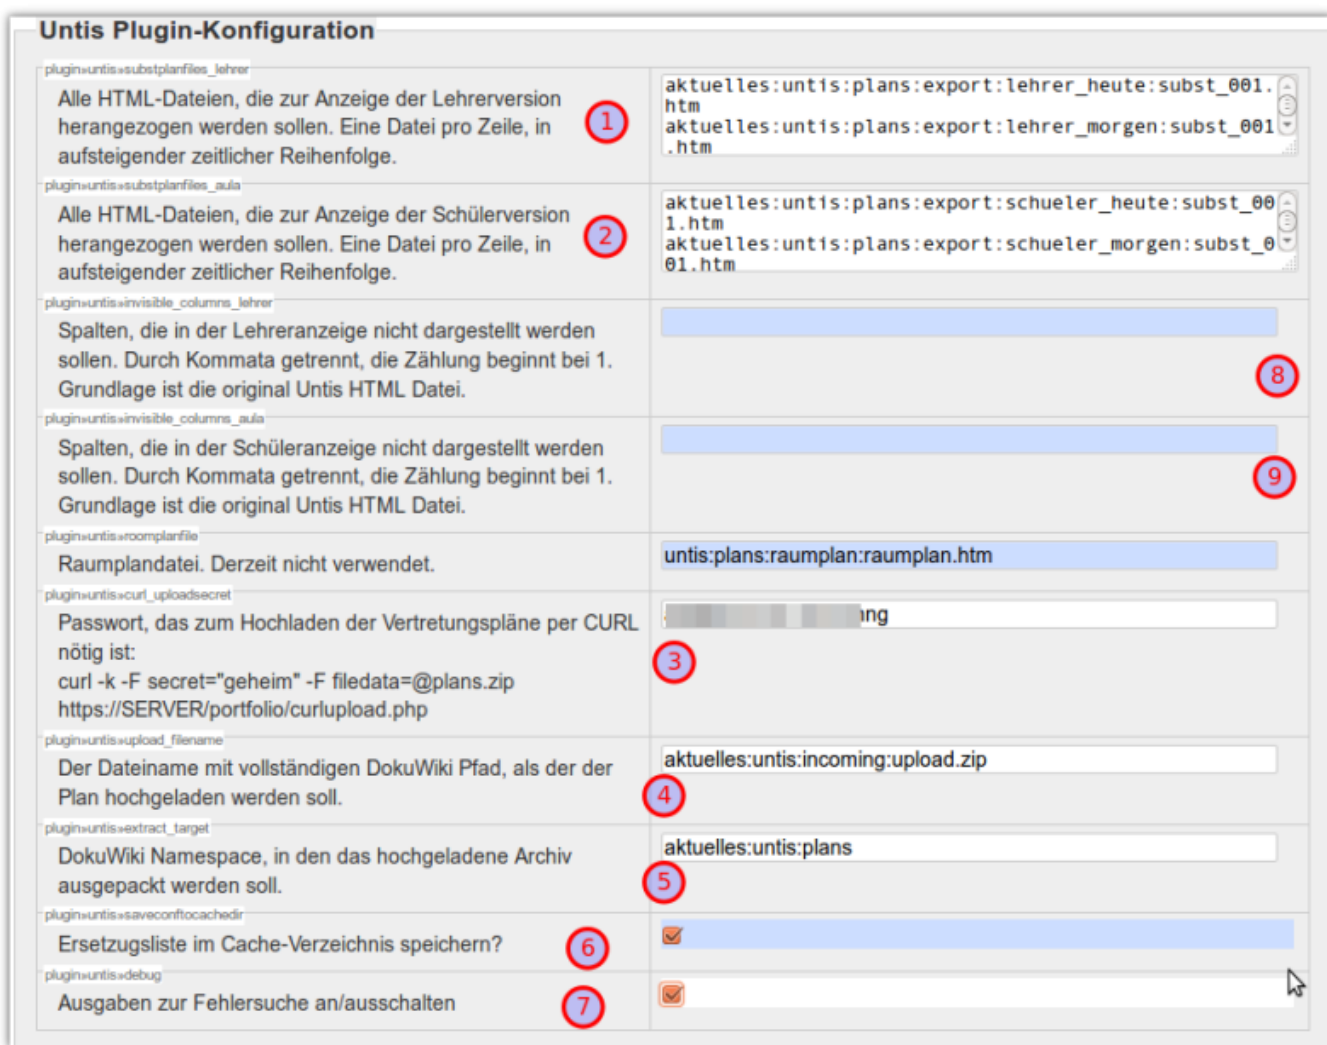 Untis Plugin-Konfiguration
plugin»untis»substplanfiles_lehrer
Alle HTML-Dateien, die zur Anzeige der Lehrerversion
herangezogen werden sollen. Eine Datei pro Zeile, in
aufsteigender zeitlicher Reihenfolge.
1
aktuelles:untis:plans:export:lehrer_heute:subst_001.
htm
aktuelles:untis:plans:export:lehrer_morgen:subst_001
.htm
plugin»untis»substplanfiles_aula
Alle HTML-Dateien, die zur Anzeige der Schülerversion
herangezogen werden sollen. Eine Datei pro Zeile, in
aufsteigender zeitlicher Reihenfolge.
2
aktuelles:untis:plans:export:schueler_heute:subst_00
1.htm
aktuelles:untis:plans:export:schueler_morgen:subst_0
01.htm
plugin»untis»invisible_columns_lehrer
Spalten, die in der Lehreranzeige nicht dargestellt werden
sollen. Durch Kommata getrennt, die Zählung beginnt bei 1.
Grundlage ist die original Untis HTML Datei.
8
plugin»untis»invisible_columns_aula
Spalten, die in der Schüleranzeige nicht dargestellt werden
sollen. Durch Kommata getrennt, die Zählung beginnt bei 1.
Grundlage ist die original Untis HTML Datei.
9
plugin»untis»roomplanfile
Raumplandatei. Derzeit nicht verwendet.
untis:plans:raumplan:raumplan.htm
plugin»untis»curl_uploadsecret
Passwort, das zum Hochladen der Vertretungspläne per CURL
nötig ist:
curl -k -F secret="geheim" -F filedata=@plans.zip
https://SERVER/portfolio/curlupload.php
3
plugin»untis»upload_filename
Der Dateiname mit vollständigen DokuWiki Pfad, als der der
Plan hochgeladen werden soll.
4
aktuelles:untis:incoming:upload.zip
plugin»untis»extract_target
DokuWiki Namespace, in den das hochgeladene Archiv
ausgepackt werden soll.
5
aktuelles:untis:plans
plugin»untis»saveconftocachedir
Ersetzugsliste im Cache-Verzeichnis speichern?
6
plugin»untis»debug
Ausgaben zur Fehlersuche an/ausschalten
7